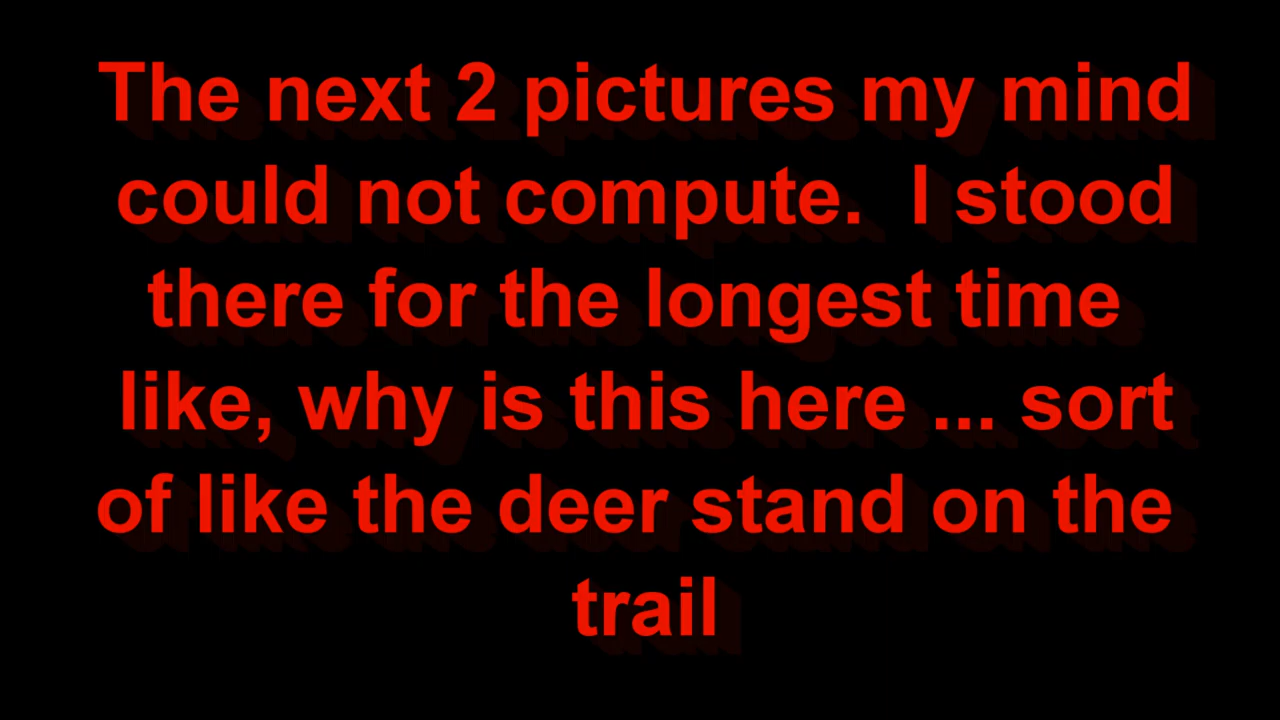 The next 2 pictures my mind
could not compute.  I stood
there for the longest time
like, why is this here ... sort
of like the deer stand on the
trail